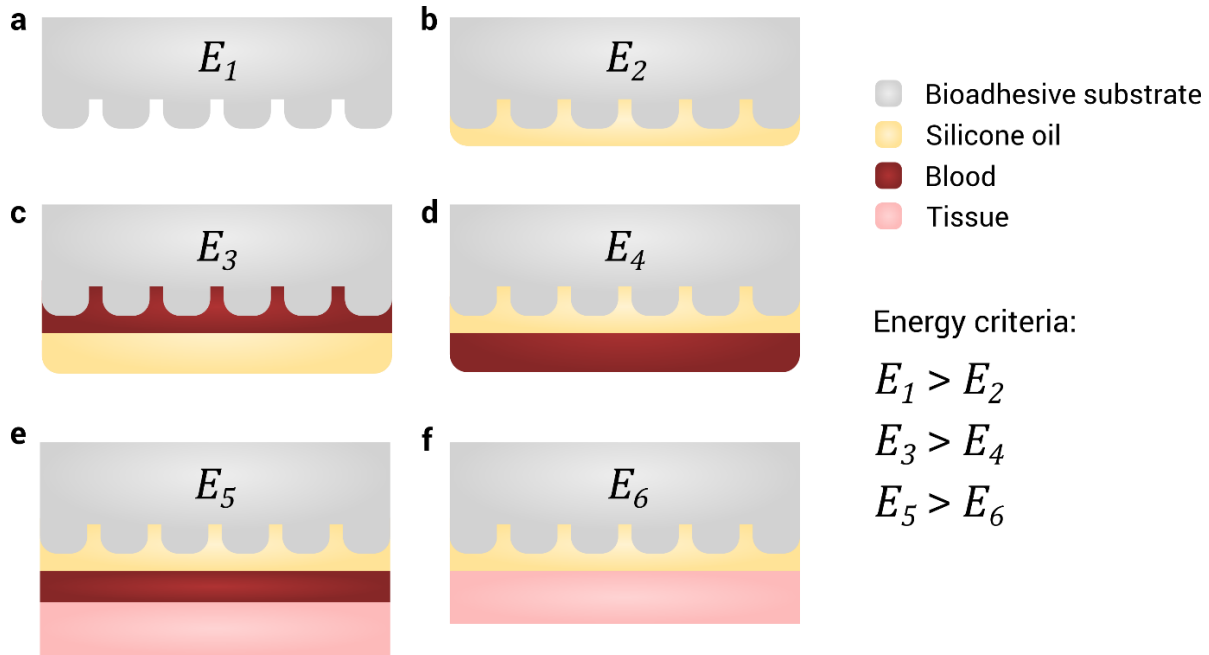 a
E₁
b
E₂
c
E₃
d
E₄
e
E₅
f
E₆
Bioadhesive substrate
Silicone oil
Blood
Tissue
Energy criteria:
E₁ > E₂
E₃ > E₄
E₅ > E₆